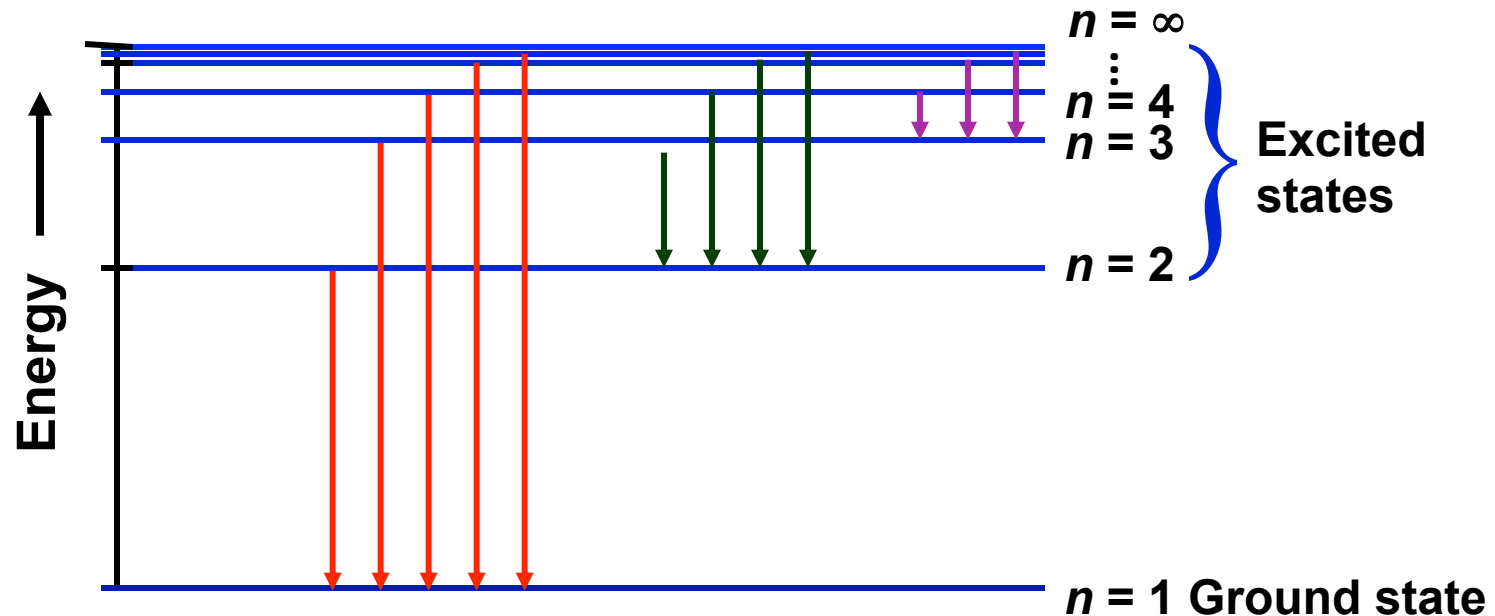 n = ∞
⋮
n = 4
n = 3
Excited
states
n = 2
Energy
n = 1 Ground state